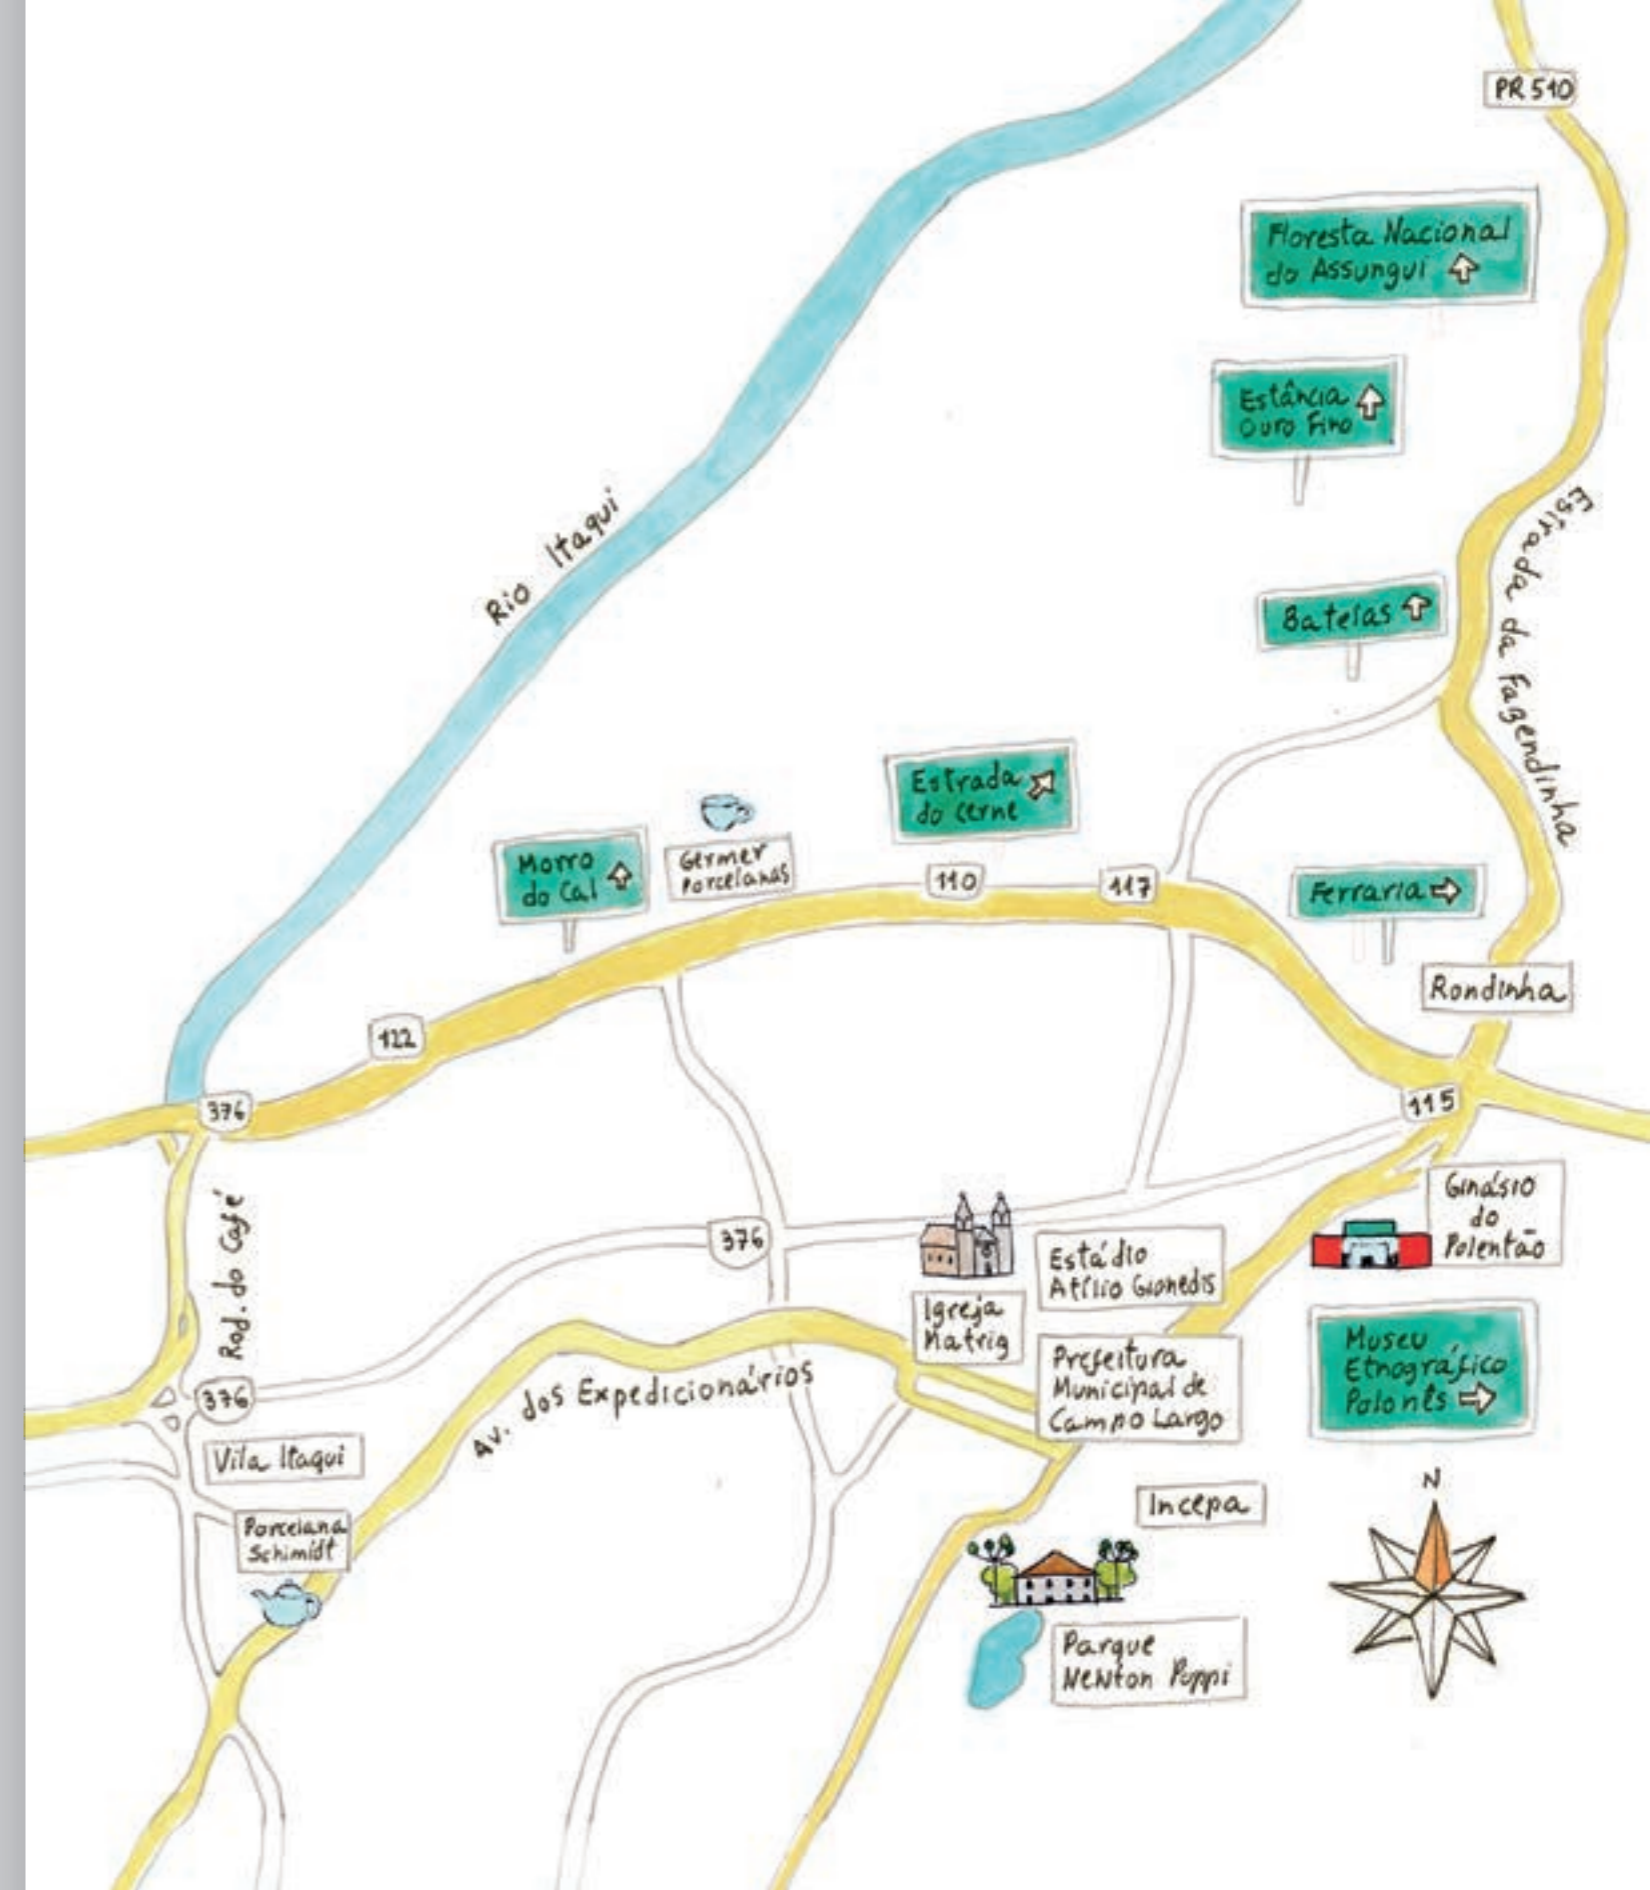 PR 510
Floresta Nacional
do Assungui
Estância
Ouro Fino
Rio Itaqui
Estrada da Fazendinha
Bateias
Estrada
do Cerne
Morro
do Cal
Germer
Porcelanas
110
117
Ferraria
Rondinha
122
376
115
Rod. do Café
376
Ginásio
do
Polentão
Estádio
Atílio Gionedis
Igreja
Matriz
Prefeitura
Municipal de
Campo Largo
Museu
Etnográfico
Polonês
376
Av. dos Expedicionários
Vila Itaqui
Porcelana
Schimidt
Incepa
N
Parque
Newton Puppi